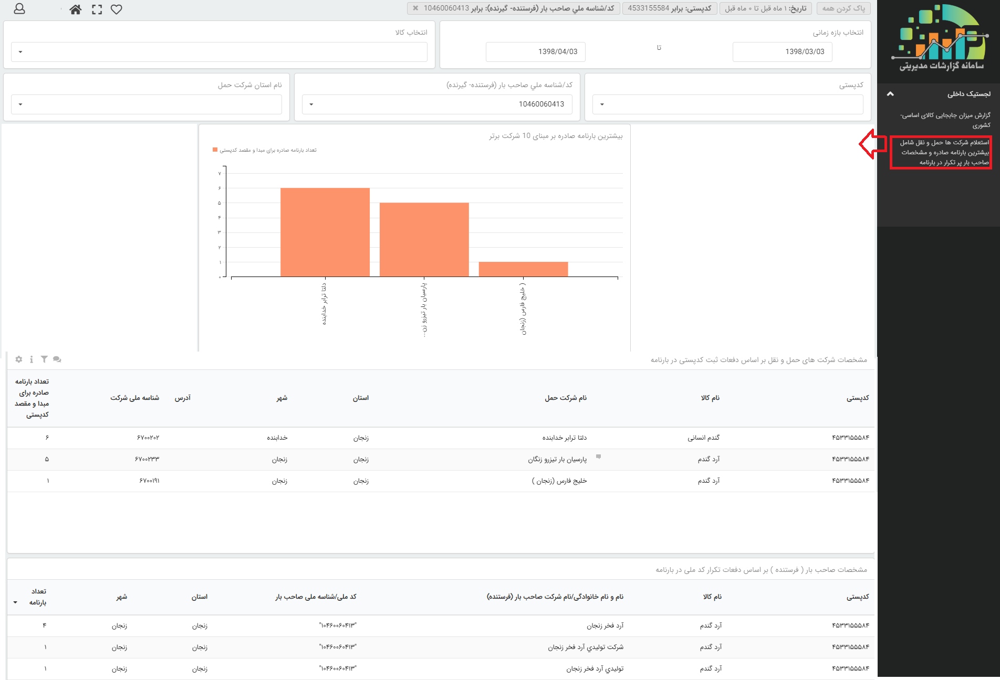 پاک کردن همه
تاریخ: ۱ ماه قبل تا ۰ ماه قبل
کدپستی: برابر 4533155584
کد/شناسه ملي صاحب بار (فرستنده- گیرنده): برابر 10460060413 ×
سامانه گزارشات مدیریتی
لجستیک داخلی
گزارش میزان جابجایی کالای اساسی-
کشوری
استعلام شرکت ها حمل و نقل شامل
بیشترین بارنامه صادره و مشخصات
صاحب بار پر تکرار در بارنامه
انتخاب بازه زمانی
1398/03/03
تا
1398/04/03
انتخاب کالا
کدپستی
کد/شناسه ملي صاحب بار (فرستنده- گیرنده)
10460060413
نام استان شرکت حمل
بیشترین بارنامه صادره بر مبنای 10 شرکت برتر
تعداد بارنامه صادره برای مبدا و مقصد کدپستی
۷
۶
۵
۴
۳
۲
۱
۰
دلتا ترابر خدابنده
پارسیان بار تیزرو زن...
خلیج فارس (زنجان )
مشخصات شرکت های حمل و نقل بر اساس دفعات ثبت کدپستی در بارنامه
کدپستی نام کالا نام شرکت حمل استان شهر آدرس شناسه ملی شرکت تعداد بارنامه
صادره برای
مبدا و مقصد
کدپستی
۴۵۳۳۱۵۵۵۸۴ گندم انسانی دلتا ترابر خدابنده زنجان خدابنده ۶۷۰۰۲۰۲ ۶
۴۵۳۳۱۵۵۵۸۴ آرد گندم پارسیان بار تیزرو زنگان زنجان زنجان ۶۷۰۰۲۳۳ ۵
۴۵۳۳۱۵۵۵۸۴ آرد گندم خلیج فارس (زنجان ) زنجان زنجان ۶۷۰۰۱۹۱ ۱
مشخصات صاحب بار ( فرستنده ) بر اساس دفعات تکرار کد ملی در بارنامه
کدپستی نام کالا نام و نام خانوادگی/نام شرکت صاحب بار (فرستنده) کد ملی/شناسه ملی صاحب بار استان شهر تعداد
بارنامه
۴۵۳۳۱۵۵۵۸۴ آرد گندم آرد فخر زنجان "۱۰۴۶۰۰۶۰۴۱۳" زنجان زنجان ۴
۴۵۳۳۱۵۵۵۸۴ آرد گندم شرکت توليدي آرد فخر زنجان "۱۰۴۶۰۰۶۰۴۱۳" زنجان زنجان ۱
۴۵۳۳۱۵۵۵۸۴ آرد گندم توليدي آرد فخر زنجان "۱۰۴۶۰۰۶۰۴۱۳" زنجان زنجان ۱